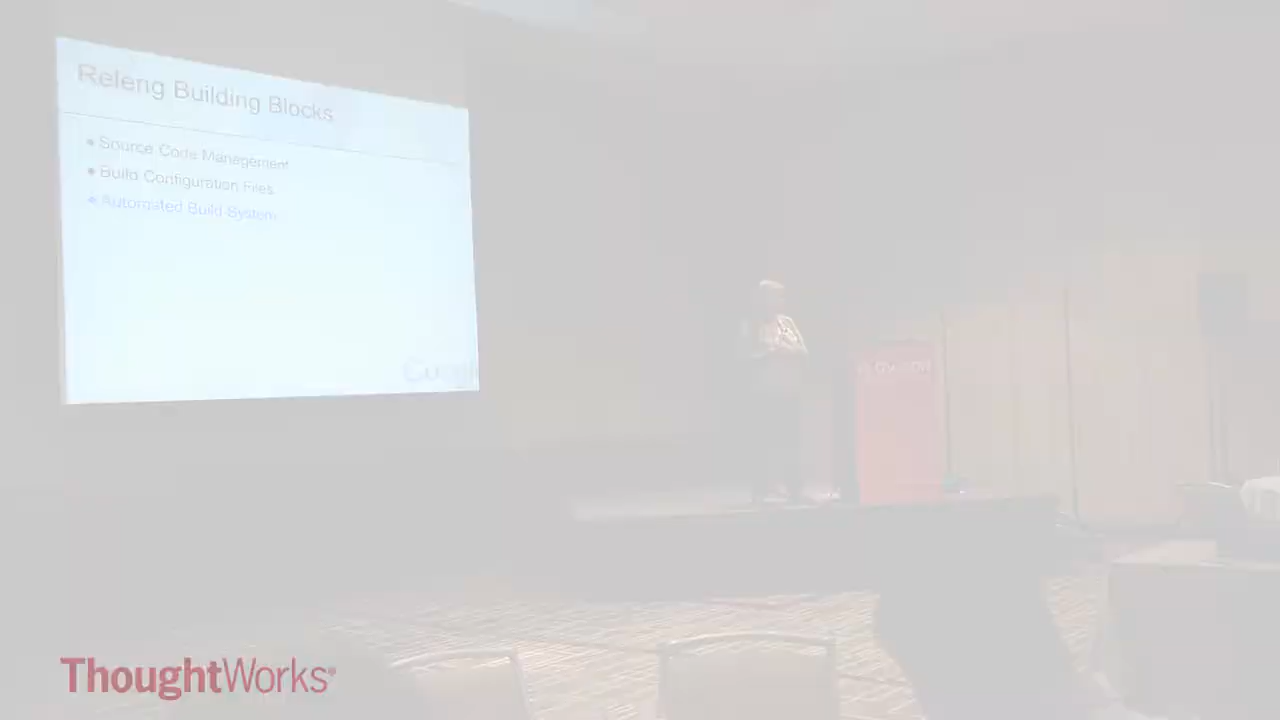 Releng Building Blocks
• Source Code Management
• Build Configuration Files
• Automated Build System
ThoughtWorks®